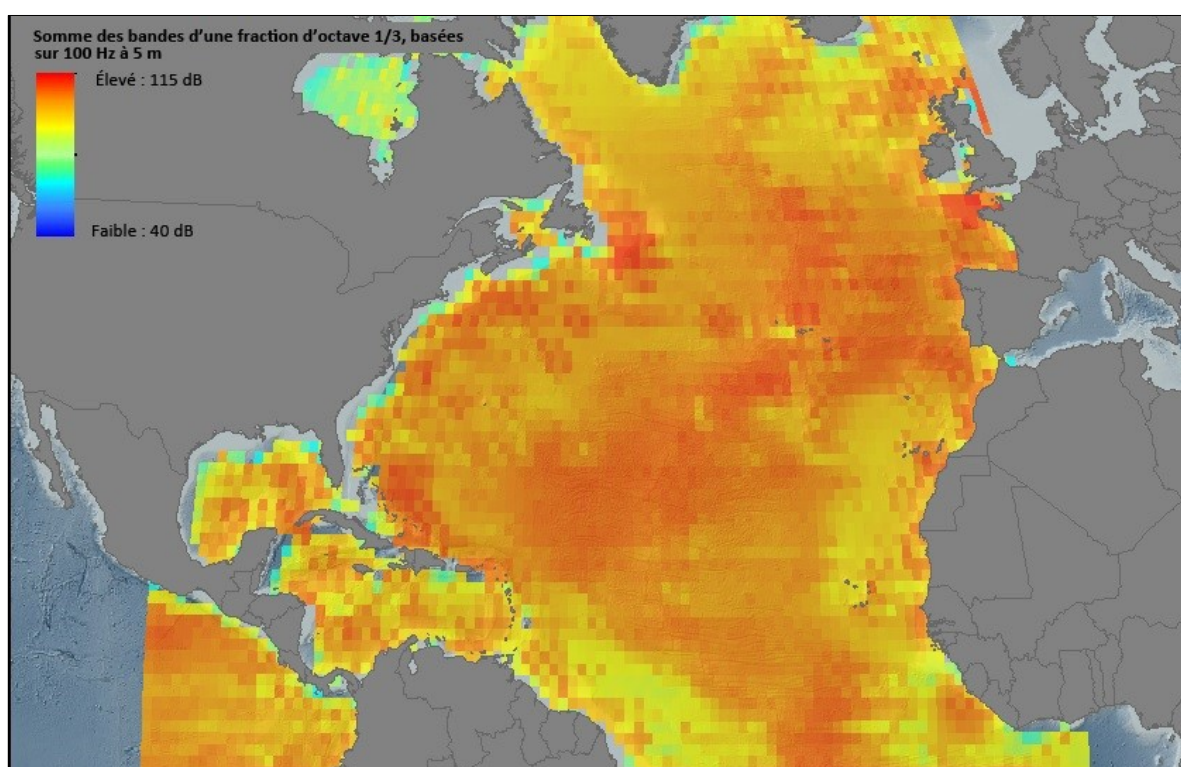 Somme des bandes d’une fraction d’octave 1/3, basées
sur 100 Hz à 5 m
Élevé : 115 dB
Faible : 40 dB